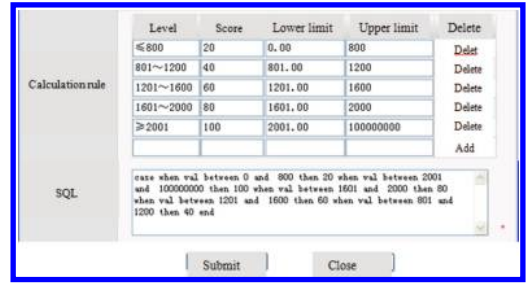 Level Score Lower limit Upper limit Delete
≤800 20 0.00 800 Delet
801～1200 40 801.00 1200 Delete
Calculation rule 1201～1600 60 1201.00 1600 Delete
1601～2000 80 1601.00 2000 Delete
≥2001 100 2001.00 100000000 Delete
Add
SQL
case when val between 0 and 800 then 20 when val between 2001
and 100000000 then 100 when val between 1601 and 2000 then 80
when val between 1201 and 1600 then 60 when val between 801 and
1200 then 40 end
*
Submit Close